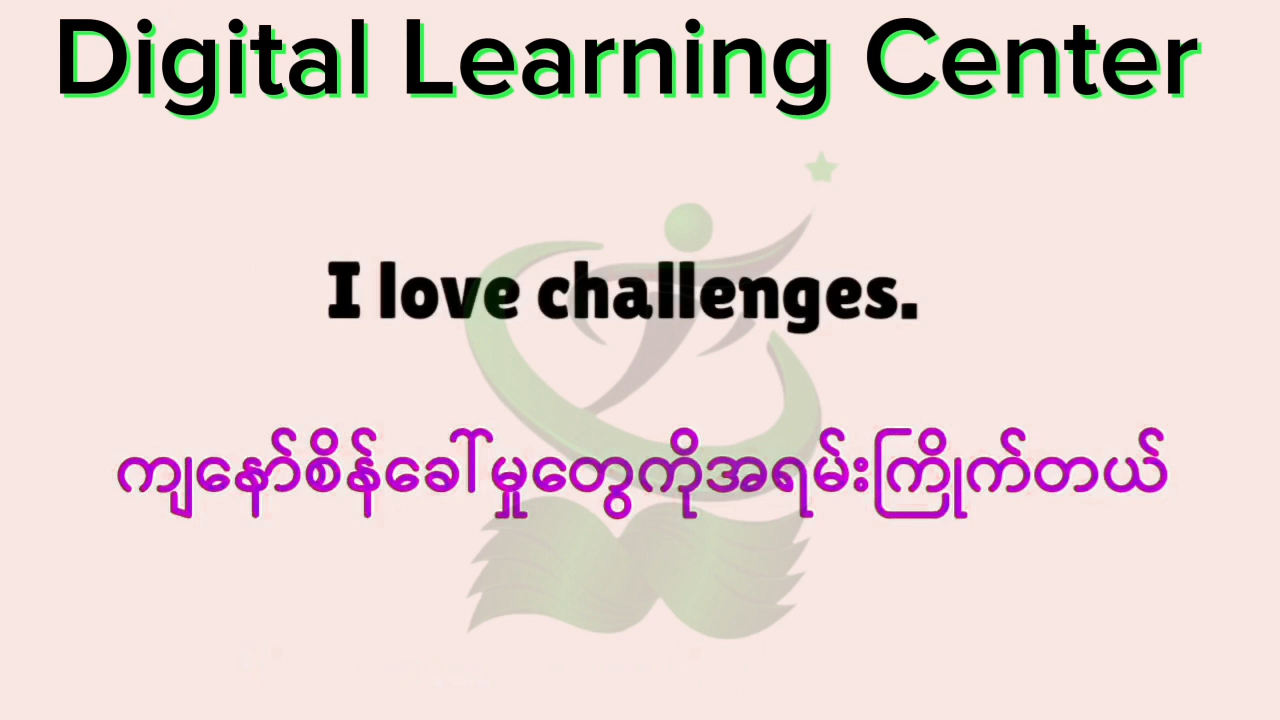 Digital Learning Center
I love challenges.
ကျနော်စိန်ခေါ်မှုတွေကိုအရမ်းကြိုက်တယ်